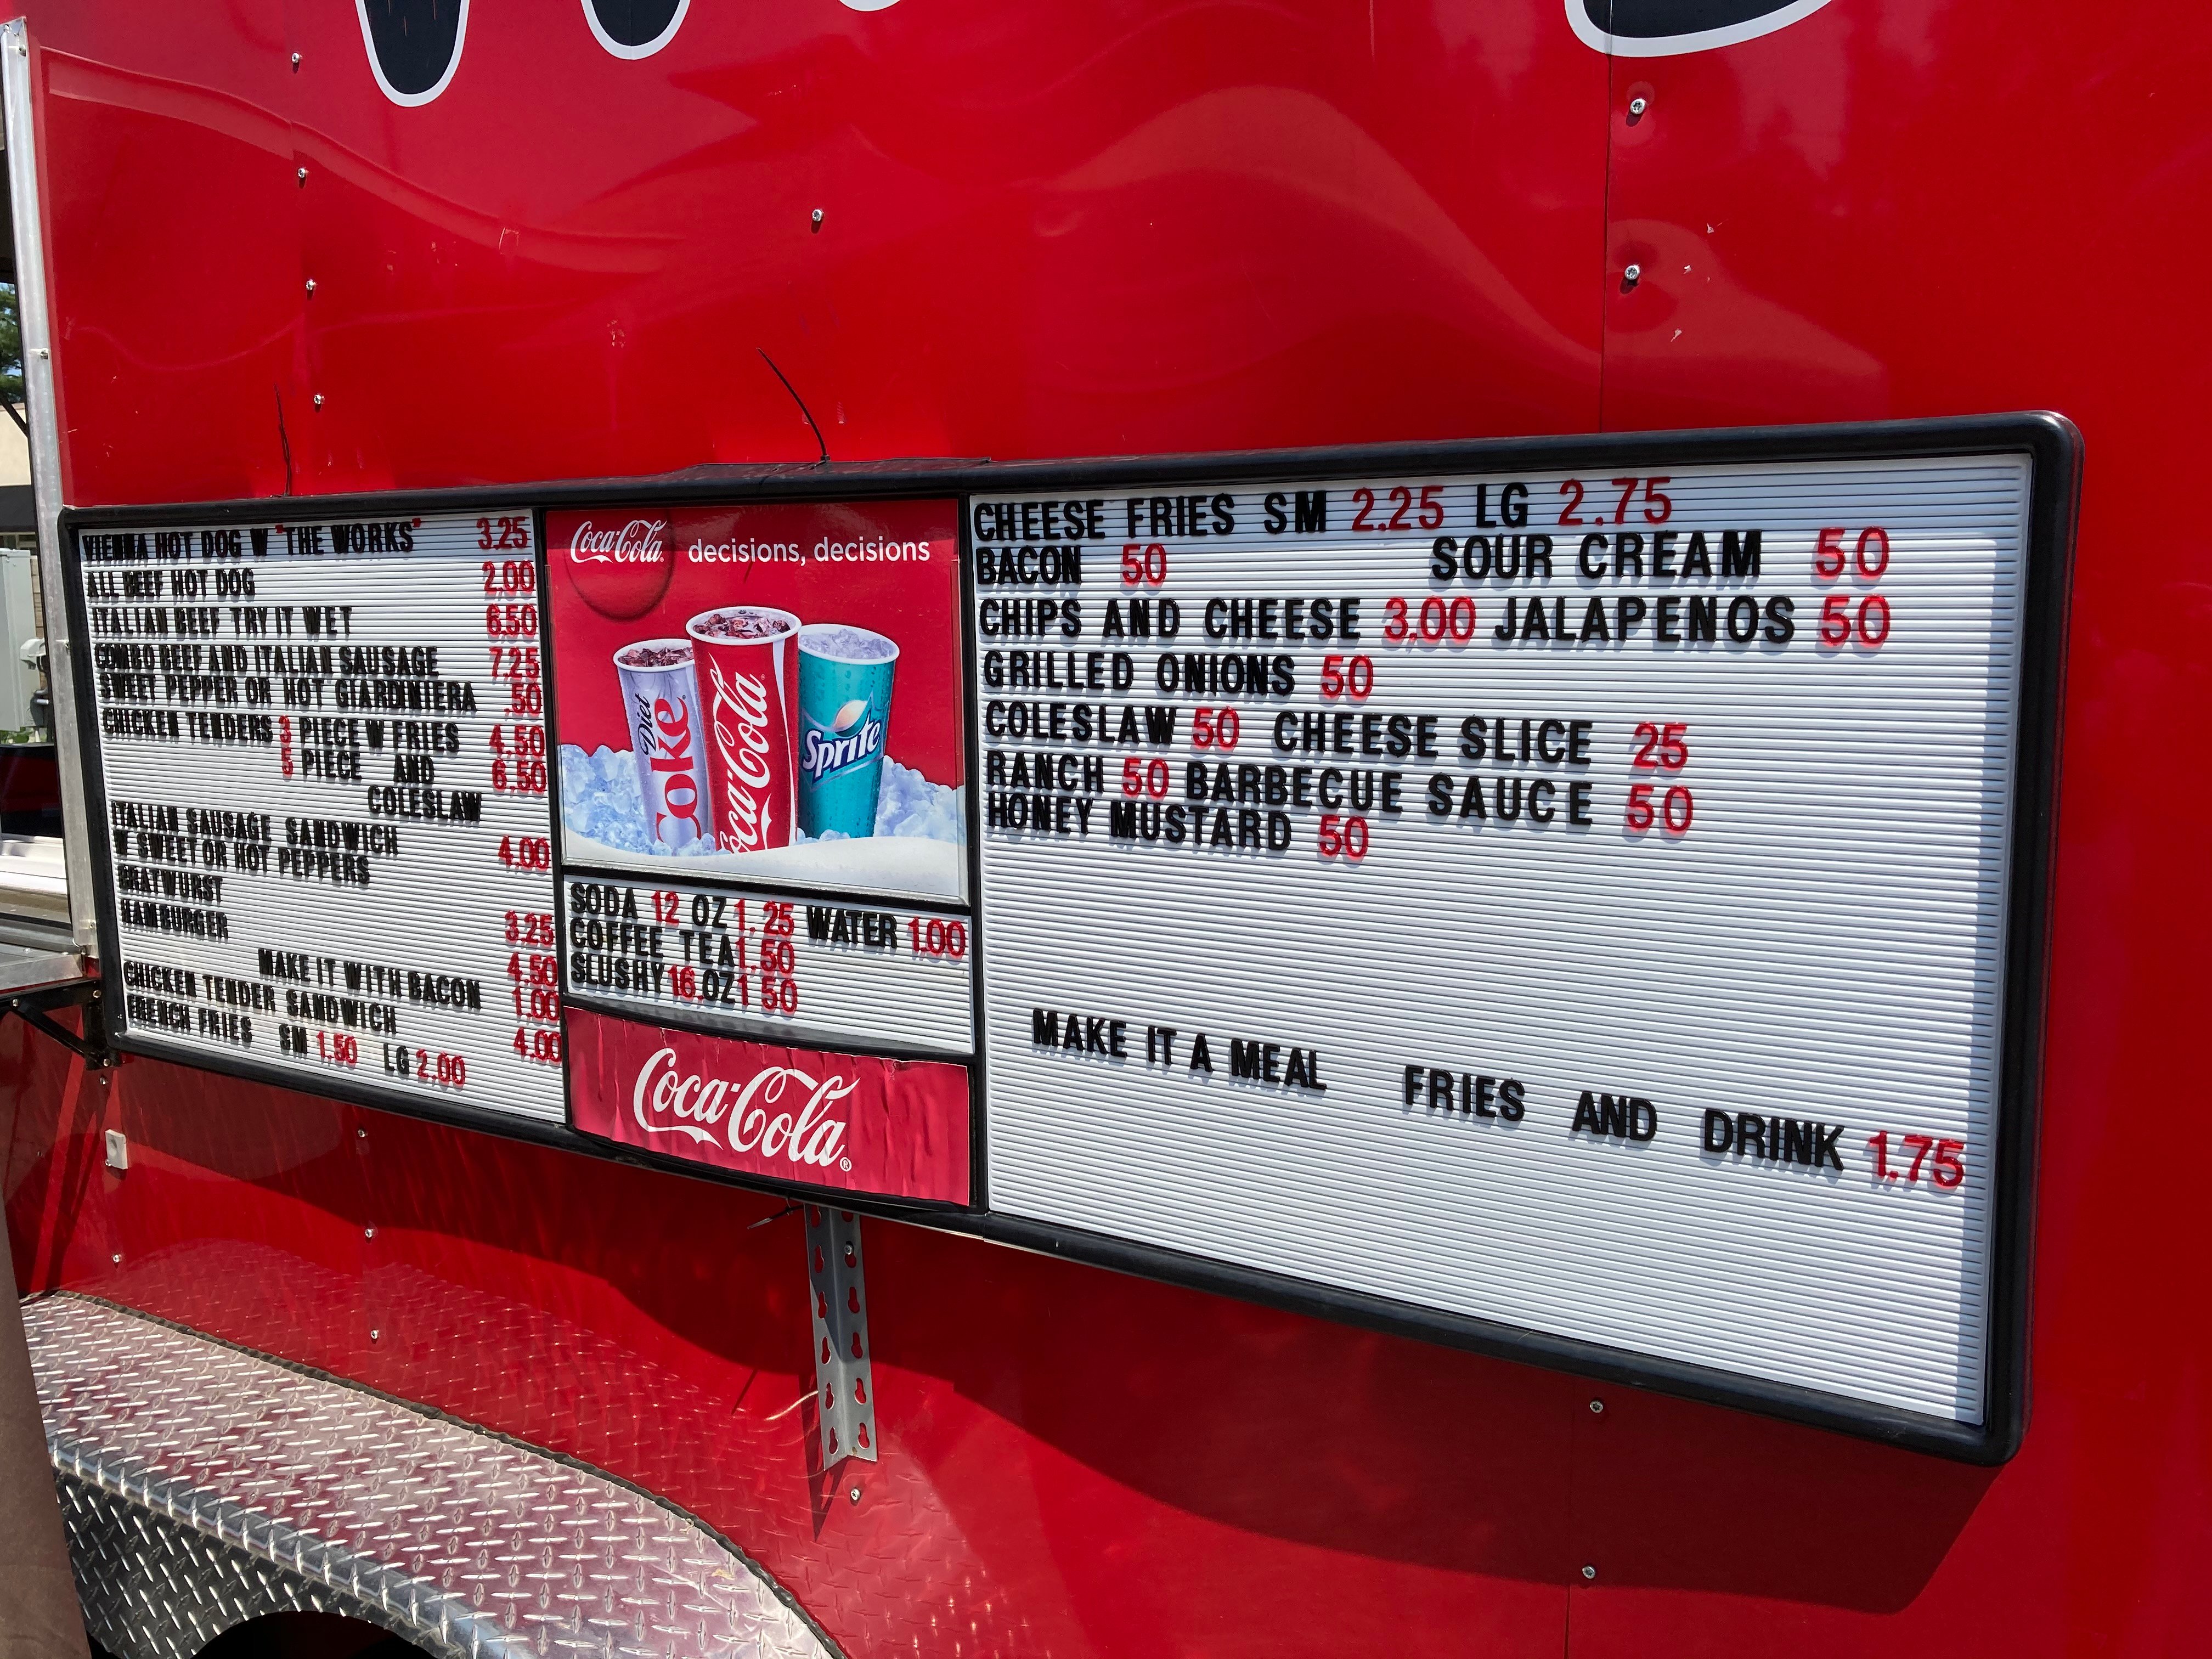 VIENNA HOT DOG W "THE WORKS" 3.25
ALL BEEF HOT DOG 2.00
ITALIAN BEEF TRY IT WET 6.50
COMBO BEEF AND ITALIAN SAUSAGE 7.25
SWEET PEPPER OR HOT GIARDINIERA .50
CHICKEN TENDERS 3 PIECE W FRIES 4.50
5 PIECE AND 6.50
COLESLAW
ITALIAN SAUSAGE SANDWICH
W SWEET OR HOT PEPPERS 4.00
BRATWURST 3.25
HAMBURGER 4.50
MAKE IT WITH BACON 1.00
CHICKEN TENDER SANDWICH 4.00
FRENCH FRIES SM 1.50 LG 2.00
Coca-Cola decisions, decisions
Diet Coke
Coca-Cola
Sprite
SODA 12 OZ 1.25 WATER 1.00
COFFEE TEA 1.50
SLUSHY 16.OZ 1 50
Coca-Cola®
CHEESE FRIES SM 2.25 LG 2.75
BACON 50 SOUR CREAM 50
CHIPS AND CHEESE 3,00 JALAPENOS 50
GRILLED ONIONS 50
COLESLAW 50 CHEESE SLICE 25
RANCH 50 BARBECUE SAUCE 50
HONEY MUSTARD 50
MAKE IT A MEAL FRIES AND DRINK 1.75